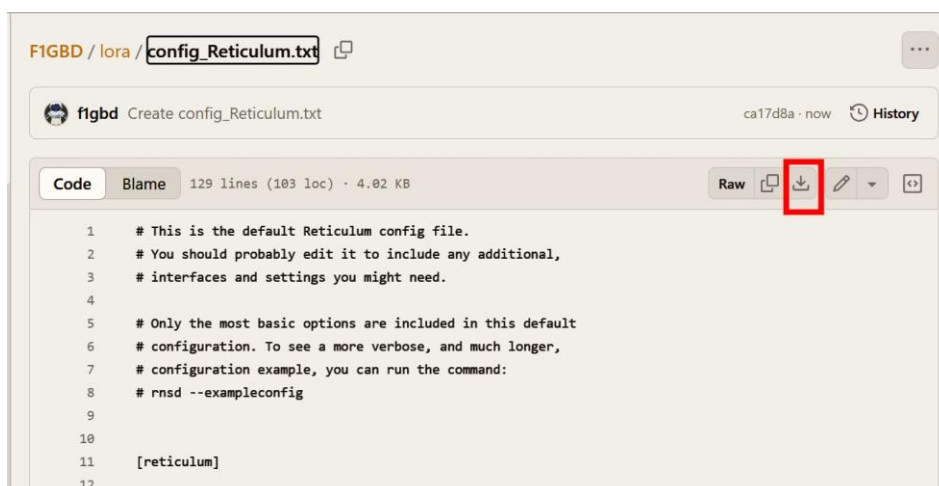 F1GBD / lora / config_Reticulum.txt
...
f1gbd Create config_Reticulum.txt ca17d8a · now History
Code Blame 129 lines (103 loc) · 4.02 KB Raw
1 # This is the default Reticulum config file.
2 # You should probably edit it to include any additional,
3 # interfaces and settings you might need.
4
5 # Only the most basic options are included in this default
6 # configuration. To see a more verbose, and much longer,
7 # configuration example, you can run the command:
8 # rnsd --exampleconfig
9
10
11 [reticulum]
12